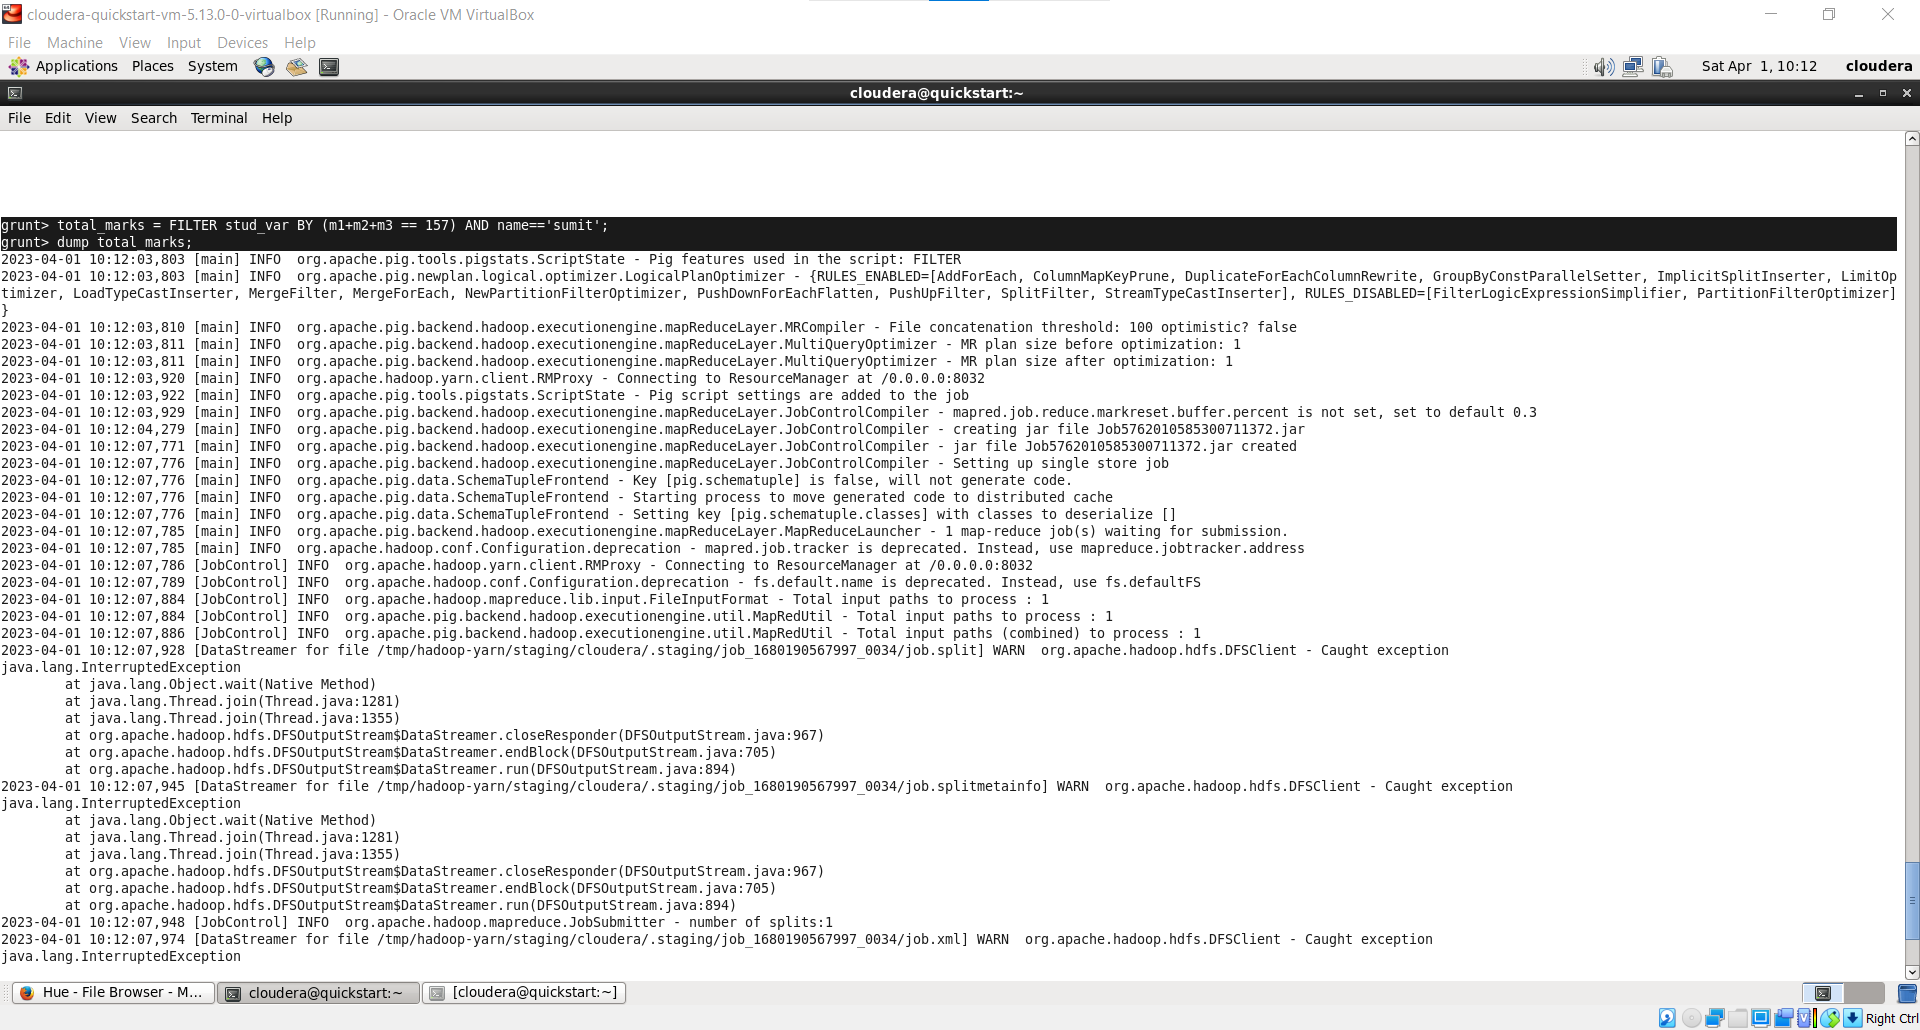 cloudera-quickstart-vm-5.13.0-0-virtualbox [Running] - Oracle VM VirtualBox
File Machine View Input Devices Help
Applications Places System Sat Apr 1, 10:12 cloudera
cloudera@quickstart:~
File Edit View Search Terminal Help
grunt> total_marks = FILTER stud_var BY (m1+m2+m3 == 157) AND name=='sumit';
grunt> dump total_marks;
2023-04-01 10:12:03,803 [main] INFO  org.apache.pig.tools.pigstats.ScriptState - Pig features used in the script: FILTER
2023-04-01 10:12:03,803 [main] INFO  org.apache.pig.newplan.logical.optimizer.LogicalPlanOptimizer - {RULES_ENABLED=[AddForEach, ColumnMapKeyPrune, DuplicateForEachColumnRewrite, GroupByConstParallelSetter, ImplicitSplitInserter, LimitOp
timizer, LoadTypeCastInserter, MergeFilter, MergeForEach, NewPartitionFilterOptimizer, PushDownForEachFlatten, PushUpFilter, SplitFilter, StreamTypeCastInserter], RULES_DISABLED=[FilterLogicExpressionSimplifier, PartitionFilterOptimizer]
}
2023-04-01 10:12:03,810 [main] INFO  org.apache.pig.backend.hadoop.executionengine.mapReduceLayer.MRCompiler - File concatenation threshold: 100 optimistic? false
2023-04-01 10:12:03,811 [main] INFO  org.apache.pig.backend.hadoop.executionengine.mapReduceLayer.MultiQueryOptimizer - MR plan size before optimization: 1
2023-04-01 10:12:03,811 [main] INFO  org.apache.pig.backend.hadoop.executionengine.mapReduceLayer.MultiQueryOptimizer - MR plan size after optimization: 1
2023-04-01 10:12:03,920 [main] INFO  org.apache.hadoop.yarn.client.RMProxy - Connecting to ResourceManager at /0.0.0.0:8032
2023-04-01 10:12:03,922 [main] INFO  org.apache.pig.tools.pigstats.ScriptState - Pig script settings are added to the job
2023-04-01 10:12:03,929 [main] INFO  org.apache.pig.backend.hadoop.executionengine.mapReduceLayer.JobControlCompiler - mapred.job.reduce.markreset.buffer.percent is not set, set to default 0.3
2023-04-01 10:12:04,279 [main] INFO  org.apache.pig.backend.hadoop.executionengine.mapReduceLayer.JobControlCompiler - creating jar file Job5762010585300711372.jar
2023-04-01 10:12:07,771 [main] INFO  org.apache.pig.backend.hadoop.executionengine.mapReduceLayer.JobControlCompiler - jar file Job5762010585300711372.jar created
2023-04-01 10:12:07,776 [main] INFO  org.apache.pig.backend.hadoop.executionengine.mapReduceLayer.JobControlCompiler - Setting up single store job
2023-04-01 10:12:07,776 [main] INFO  org.apache.pig.data.SchemaTupleFrontend - Key [pig.schematuple] is false, will not generate code.
2023-04-01 10:12:07,776 [main] INFO  org.apache.pig.data.SchemaTupleFrontend - Starting process to move generated code to distributed cache
2023-04-01 10:12:07,776 [main] INFO  org.apache.pig.data.SchemaTupleFrontend - Setting key [pig.schematuple.classes] with classes to deserialize []
2023-04-01 10:12:07,785 [main] INFO  org.apache.pig.backend.hadoop.executionengine.mapReduceLayer.MapReduceLauncher - 1 map-reduce job(s) waiting for submission.
2023-04-01 10:12:07,785 [main] INFO  org.apache.hadoop.conf.Configuration.deprecation - mapred.job.tracker is deprecated. Instead, use mapreduce.jobtracker.address
2023-04-01 10:12:07,786 [JobControl] INFO  org.apache.hadoop.yarn.client.RMProxy - Connecting to ResourceManager at /0.0.0.0:8032
2023-04-01 10:12:07,789 [JobControl] INFO  org.apache.hadoop.conf.Configuration.deprecation - fs.default.name is deprecated. Instead, use fs.defaultFS
2023-04-01 10:12:07,884 [JobControl] INFO  org.apache.hadoop.mapreduce.lib.input.FileInputFormat - Total input paths to process : 1
2023-04-01 10:12:07,884 [JobControl] INFO  org.apache.pig.backend.hadoop.executionengine.util.MapRedUtil - Total input paths to process : 1
2023-04-01 10:12:07,886 [JobControl] INFO  org.apache.pig.backend.hadoop.executionengine.util.MapRedUtil - Total input paths (combined) to process : 1
2023-04-01 10:12:07,928 [DataStreamer for file /tmp/hadoop-yarn/staging/cloudera/.staging/job_1680190567997_0034/job.split] WARN  org.apache.hadoop.hdfs.DFSClient - Caught exception
java.lang.InterruptedException
        at java.lang.Object.wait(Native Method)
        at java.lang.Thread.join(Thread.java:1281)
        at java.lang.Thread.join(Thread.java:1355)
        at org.apache.hadoop.hdfs.DFSOutputStream$DataStreamer.closeResponder(DFSOutputStream.java:967)
        at org.apache.hadoop.hdfs.DFSOutputStream$DataStreamer.endBlock(DFSOutputStream.java:705)
        at org.apache.hadoop.hdfs.DFSOutputStream$DataStreamer.run(DFSOutputStream.java:894)
2023-04-01 10:12:07,945 [DataStreamer for file /tmp/hadoop-yarn/staging/cloudera/.staging/job_1680190567997_0034/job.splitmetainfo] WARN  org.apache.hadoop.hdfs.DFSClient - Caught exception
java.lang.InterruptedException
        at java.lang.Object.wait(Native Method)
        at java.lang.Thread.join(Thread.java:1281)
        at java.lang.Thread.join(Thread.java:1355)
        at org.apache.hadoop.hdfs.DFSOutputStream$DataStreamer.closeResponder(DFSOutputStream.java:967)
        at org.apache.hadoop.hdfs.DFSOutputStream$DataStreamer.endBlock(DFSOutputStream.java:705)
        at org.apache.hadoop.hdfs.DFSOutputStream$DataStreamer.run(DFSOutputStream.java:894)
2023-04-01 10:12:07,948 [JobControl] INFO  org.apache.hadoop.mapreduce.JobSubmitter - number of splits:1
2023-04-01 10:12:07,974 [DataStreamer for file /tmp/hadoop-yarn/staging/cloudera/.staging/job_1680190567997_0034/job.xml] WARN  org.apache.hadoop.hdfs.DFSClient - Caught exception
java.lang.InterruptedException
Hue - File Browser - M... cloudera@quickstart:~ [cloudera@quickstart:~]
Right Ctrl